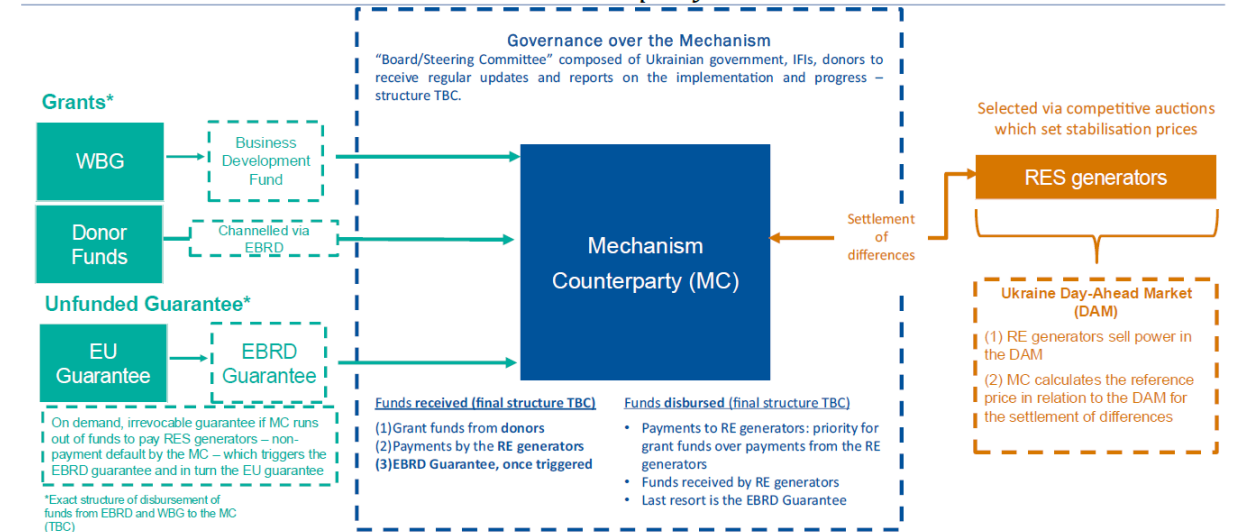 Governance over the Mechanism
“Board/Steering Committee” composed of Ukrainian government, IFIs, donors to
receive regular updates and reports on the implementation and progress –
structure TBC.
Grants*
WBG
Business
Development
Fund
Donor
Funds
Channelled via
EBRD
Unfunded Guarantee*
EU
Guarantee
EBRD
Guarantee
On demand, irrevocable guarantee if MC runs
out of funds to pay RES generators – non-
payment default by the MC – which triggers the
EBRD guarantee and in turn the EU guarantee
*Exact structure of disbursement of
funds from EBRD and WBG to the MC
(TBC)
Mechanism
Counterparty (MC)
Funds received (final structure TBC)
(1)Grant funds from donors
(2)Payments by the RE generators
(3)EBRD Guarantee, once triggered
Funds disbursed (final structure TBC)
• Payments to RE generators: priority for
grant funds over payments from the RE
generators
• Funds received by RE generators
• Last resort is the EBRD Guarantee
Settlement
of
differences
Selected via competitive auctions
which set stabilisation prices
RES generators
Ukraine Day-Ahead Market
(DAM)
(1) RE generators sell power in
the DAM
(2) MC calculates the reference
price in relation to the DAM for
the settlement of differences